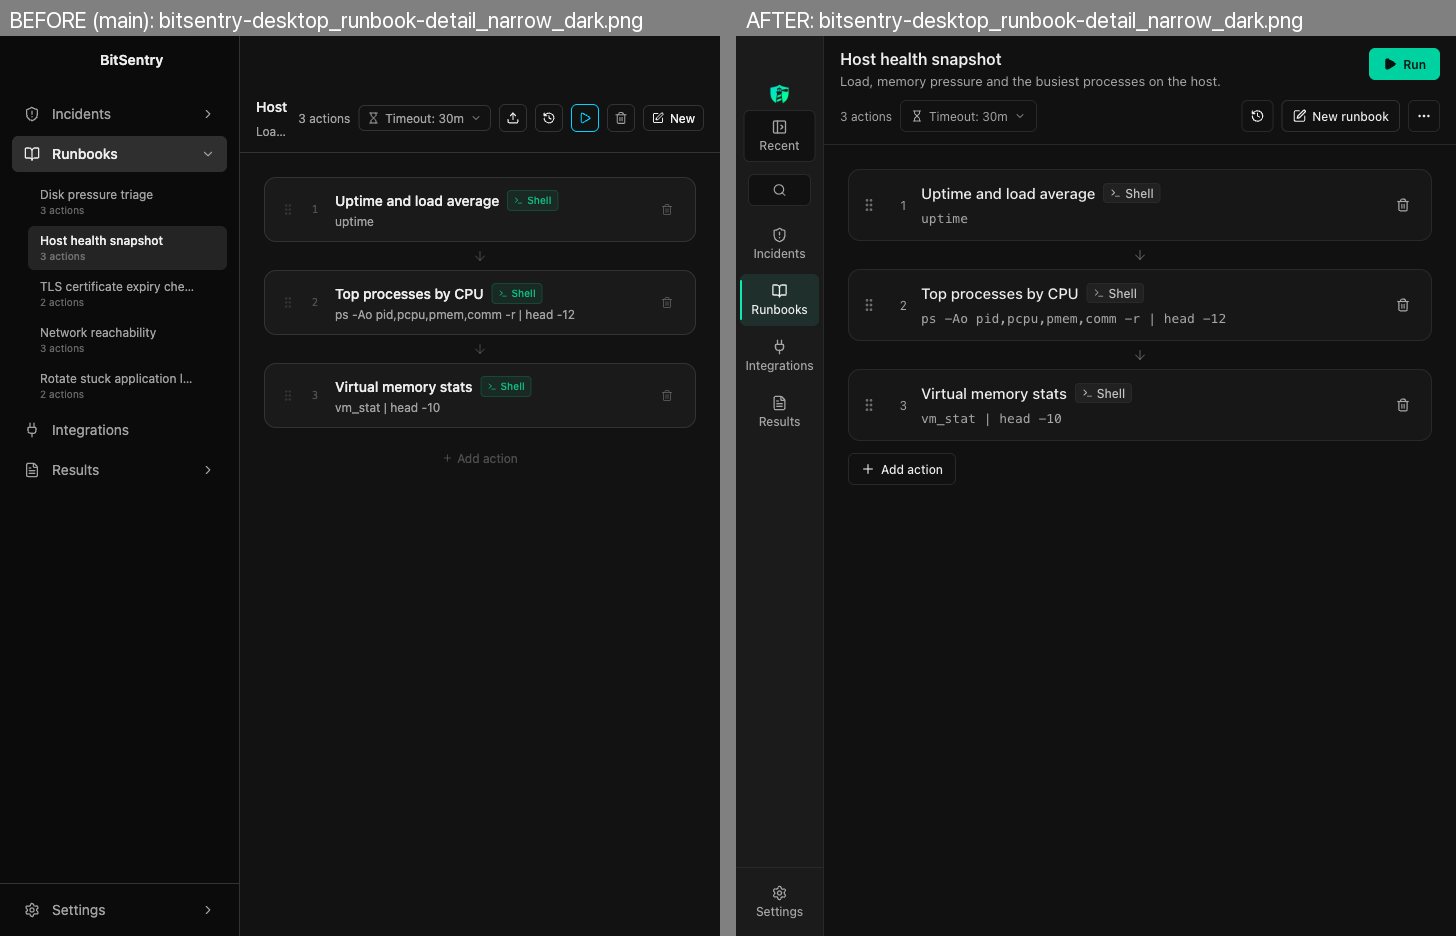 BEFORE (main): bitsentry-desktop_runbook-detail_narrow_dark.png
BitSentry
Incidents
Runbooks
Disk pressure triage
3 actions
Host health snapshot
3 actions
TLS certificate expiry che...
2 actions
Network reachability
3 actions
Rotate stuck application l...
2 actions
Integrations
Results
Settings
Host
Loa...
3 actions
Timeout: 30m
New
1
Uptime and load average
Shell
uptime
2
Top processes by CPU
Shell
ps -Ao pid,pcpu,pmem,comm -r | head -12
3
Virtual memory stats
Shell
vm_stat | head -10
+ Add action
AFTER: bitsentry-desktop_runbook-detail_narrow_dark.png
Recent
Incidents
Runbooks
Integrations
Results
Settings
Host health snapshot
Load, memory pressure and the busiest processes on the host.
Run
3 actions
Timeout: 30m
New runbook
1
Uptime and load average
Shell
uptime
2
Top processes by CPU
Shell
ps -Ao pid,pcpu,pmem,comm -r | head -12
3
Virtual memory stats
Shell
vm_stat | head -10
+ Add action